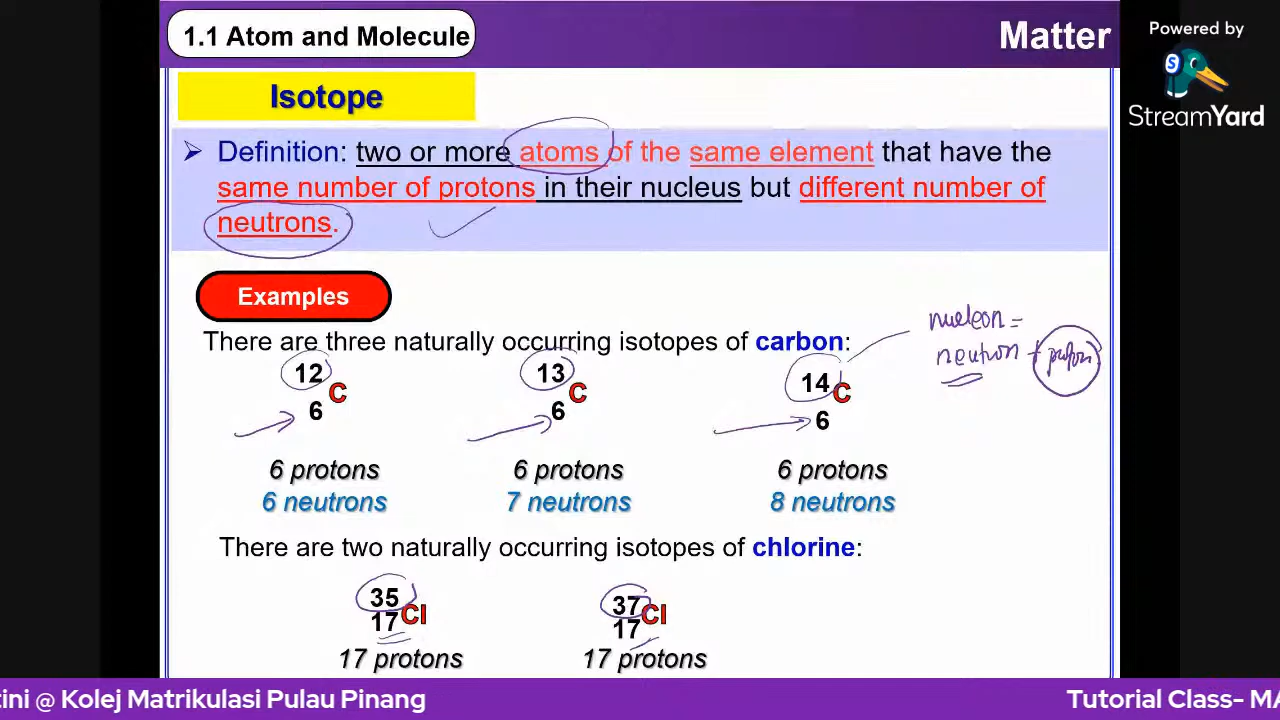 1.1 Atom and Molecule
Matter
Powered by
StreamYard
Isotope
➢ Definition: two or more atoms of the same element that have the
same number of protons in their nucleus but different number of
neutrons.
Examples
There are three naturally occurring isotopes of carbon:
nucleon =
neutron + proton
12
C
6
13
C
6
14
C
6
6 protons
6 neutrons
6 protons
7 neutrons
6 protons
8 neutrons
There are two naturally occurring isotopes of chlorine:
35
17
Cl
37
17
Cl
17 protons
17 protons
tini @ Kolej Matrikulasi Pulau Pinang
Tutorial Class- MA